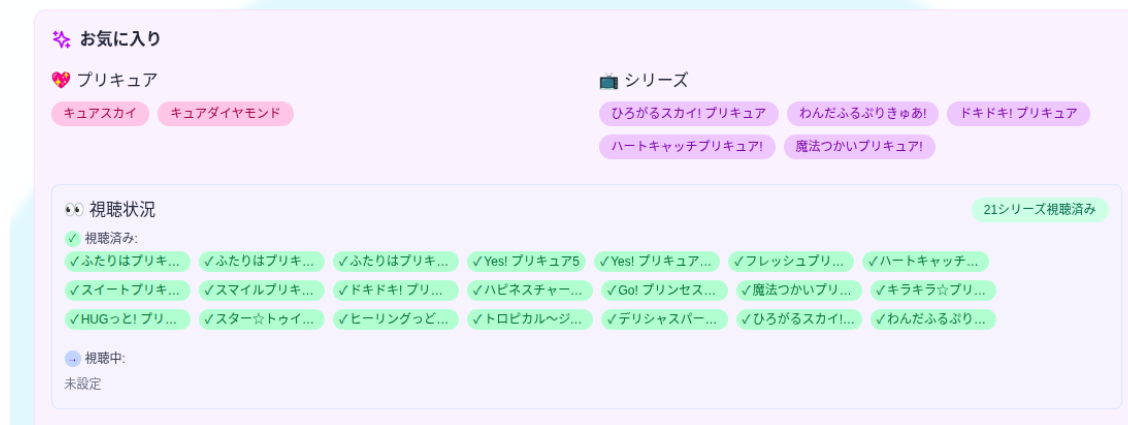 お気に入り
💖 プリキュア
キュアスカイ キュアダイヤモンド
📺 シリーズ
ひろがるスカイ! プリキュア わんだふるぷりきゅあ! ドキドキ! プリキュア
ハートキャッチプリキュア! 魔法つかいプリキュア!
👀 視聴状況
21シリーズ視聴済み
✓ 視聴済み:
✓ふたりはプリキ... ✓ふたりはプリキ... ✓ふたりはプリキ... ✓Yes! プリキュア5 ✓Yes! プリキュア... ✓フレッシュプリ... ✓ハートキャッチ...
✓スイートプリキ... ✓スマイルプリキ... ✓ドキドキ! プリ... ✓ハピネスチャー... ✓Go! プリンセス... ✓魔法つかいプリ... ✓キラキラ☆プリ...
✓HUGっと! プリ... ✓スター☆トゥイ... ✓ヒーリングっど... ✓トロピカル〜ジ... ✓デリシャスパー... ✓ひろがるスカイ!... ✓わんだふるぷり...
→ 視聴中:
未設定